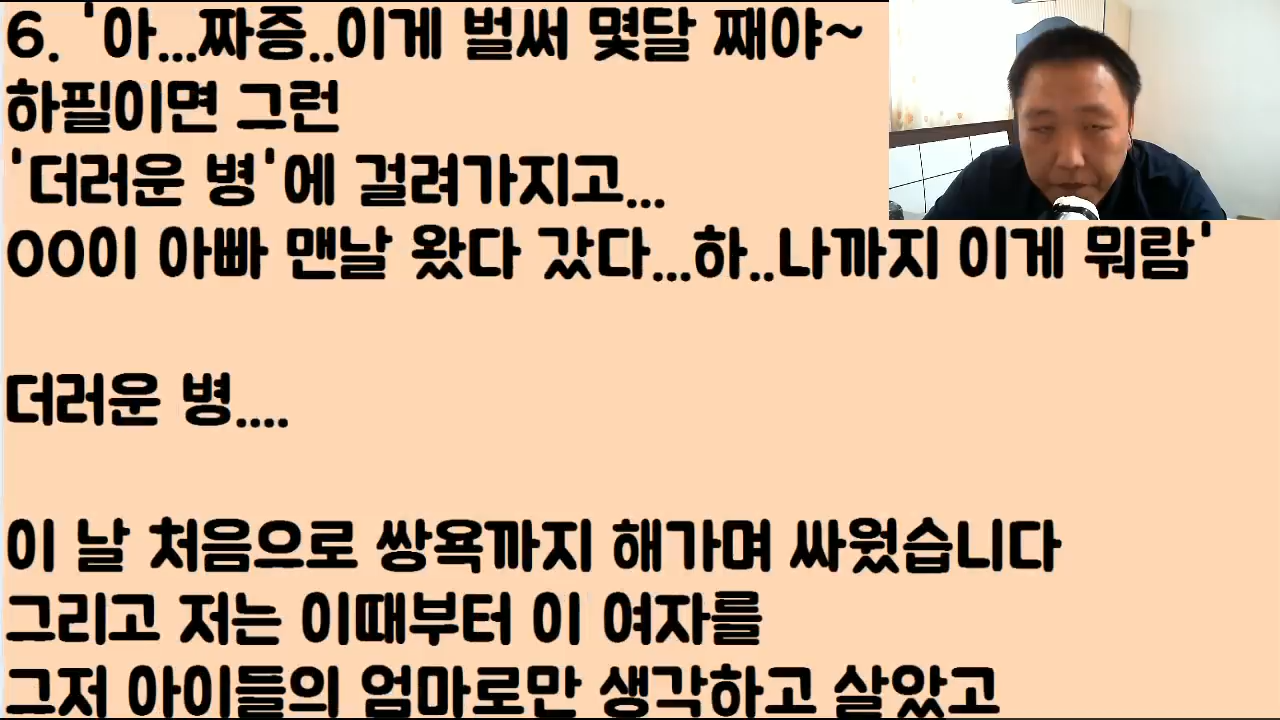 6. '아...짜증..이게 벌써 몇달 째야~
하필이면 그런
'더러운 병'에 걸려가지고...
OO이 아빠 맨날 왔다 갔다...하..나까지 이게 뭐람'
더러운 병....
이 날 처음으로 쌍욕까지 해가며 싸웠습니다
그리고 저는 이때부터 이 여자를
그저 아이들의 엄마로만 생각하고 살았고